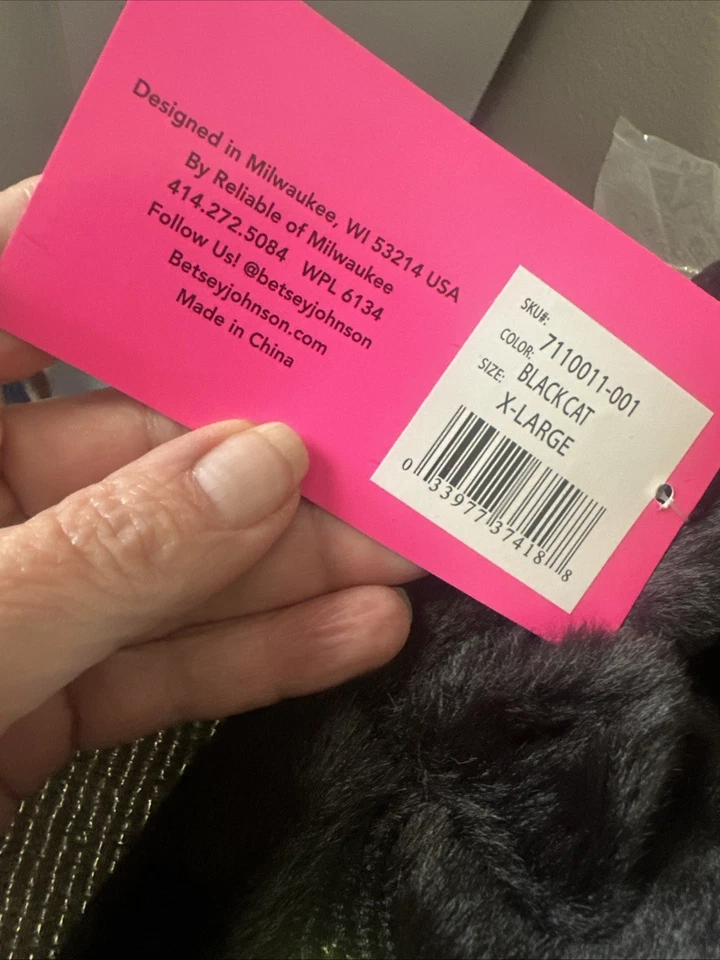 Designed in Milwaukee, WI 53214 USA
By Reliable of Milwaukee
414.272.5084 WPL 6134
Follow Us! @betseyjohnson
Betseyjohnson.com
Made in China
SKU#: 7110011-001
COLOR: BLACK CAT
SIZE: X-LARGE
0 33977 37418 8